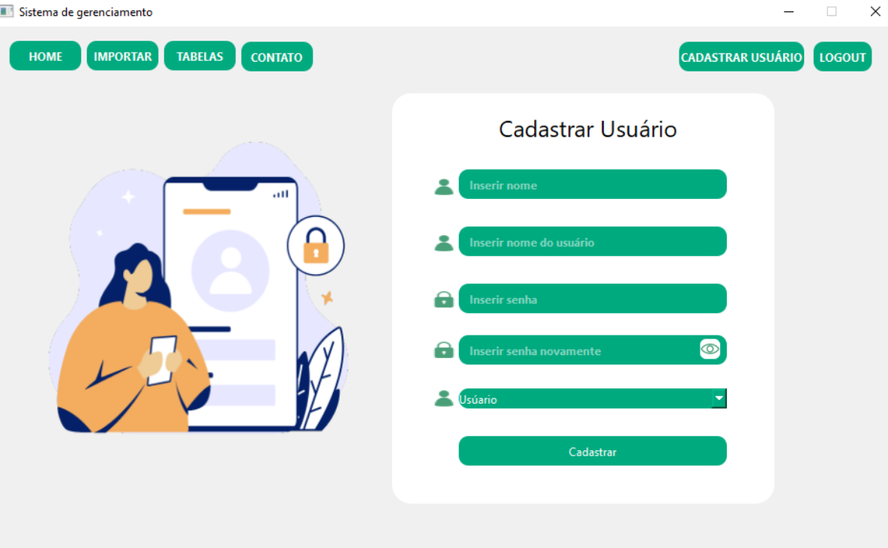 Sistema de gerenciamento
HOME
IMPORTAR
TABELAS
CONTATO
CADASTRAR USUÁRIO
LOGOUT
Cadastrar Usuário
Inserir nome
Inserir nome do usuário
Inserir senha
Inserir senha novamente
Usúario
Cadastrar